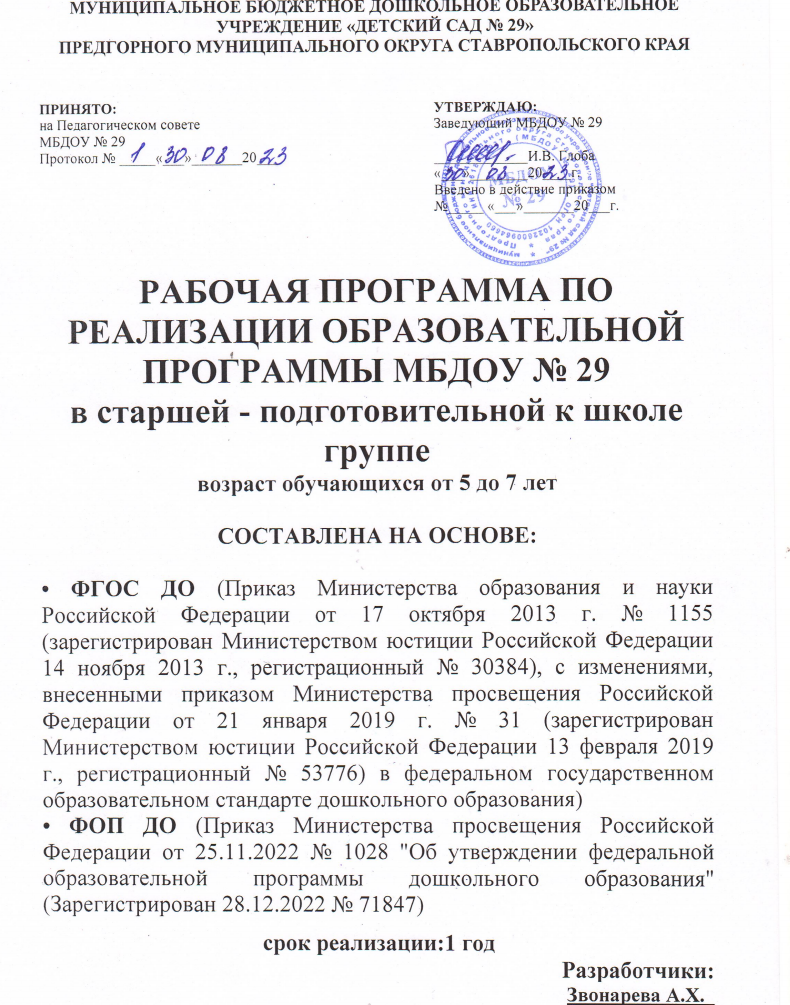 МУНИЦИПАЛЬНОЕ БЮДЖЕТНОЕ ДОШКОЛЬНОЕ ОБРАЗОВАТЕЛЬНОЕ
УЧРЕЖДЕНИЕ «ДЕТСКИЙ САД № 29»
ПРЕДГОРНОГО МУНИЦИПАЛЬНОГО ОКРУГА СТАВРОПОЛЬСКОГО КРАЯ
ПРИНЯТО:
на Педагогическом совете
МБДОУ № 29
Протокол № 1 «30» 08 2023
УТВЕРЖДАЮ:
Заведующий МБДОУ № 29
И.В. Глоба
«30» 08 2023 г.
Введено в действие приказом
№ «__» 20 г.
МБДОУ
№ 29
РАБОЧАЯ ПРОГРАММА ПО
РЕАЛИЗАЦИИ ОБРАЗОВАТЕЛЬНОЙ
ПРОГРАММЫ МБДОУ № 29
в старшей - подготовительной к школе
группе
возраст обучающихся от 5 до 7 лет
СОСТАВЛЕНА НА ОСНОВЕ:
• ФГОС ДО (Приказ Министерства образования и науки
Российской Федерации от 17 октября 2013 г. № 1155
(зарегистрирован Министерством юстиции Российской Федерации
14 ноября 2013 г., регистрационный № 30384), с изменениями,
внесенными приказом Министерства просвещения Российской
Федерации от 21 января 2019 г. № 31 (зарегистрирован
Министерством юстиции Российской Федерации 13 февраля 2019
г., регистрационный № 53776) в федеральном государственном
образовательном стандарте дошкольного образования)
• ФОП ДО (Приказ Министерства просвещения Российской
Федерации от 25.11.2022 № 1028 "Об утверждении федеральной
образовательной программы дошкольного образования"
(Зарегистрирован 28.12.2022 № 71847)
срок реализации:1 год
Разработчики:
Звонарева А.Х.